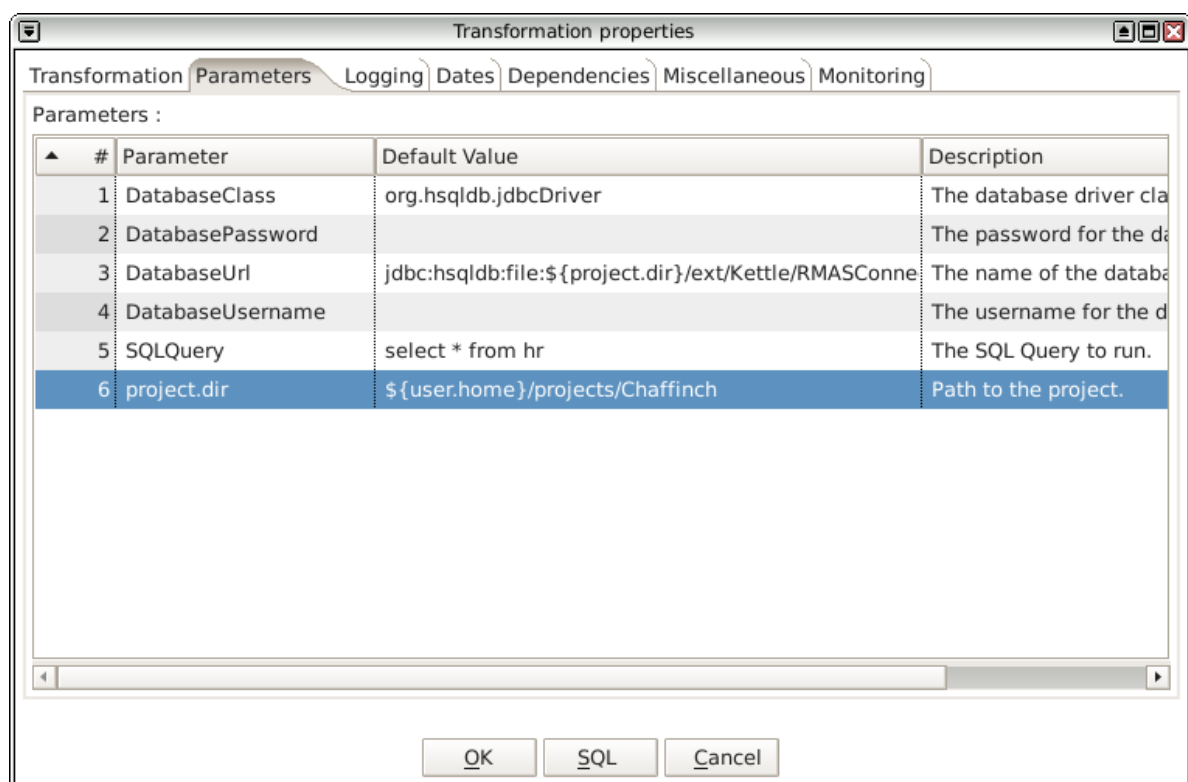 Transformation properties
Transformation Parameters Logging Dates Dependencies Miscellaneous Monitoring
Parameters :
# Parameter Default Value Description
1 DatabaseClass org.hsqldb.jdbcDriver The database driver cla
2 DatabasePassword The password for the da
3 DatabaseUrl jdbc:hsqldb:file:${project.dir}/ext/Kettle/RMASConne The name of the databa
4 DatabaseUsername The username for the d
5 SQLQuery select * from hr The SQL Query to run.
6 project.dir ${user.home}/projects/Chaffinch Path to the project.
OK SQL Cancel